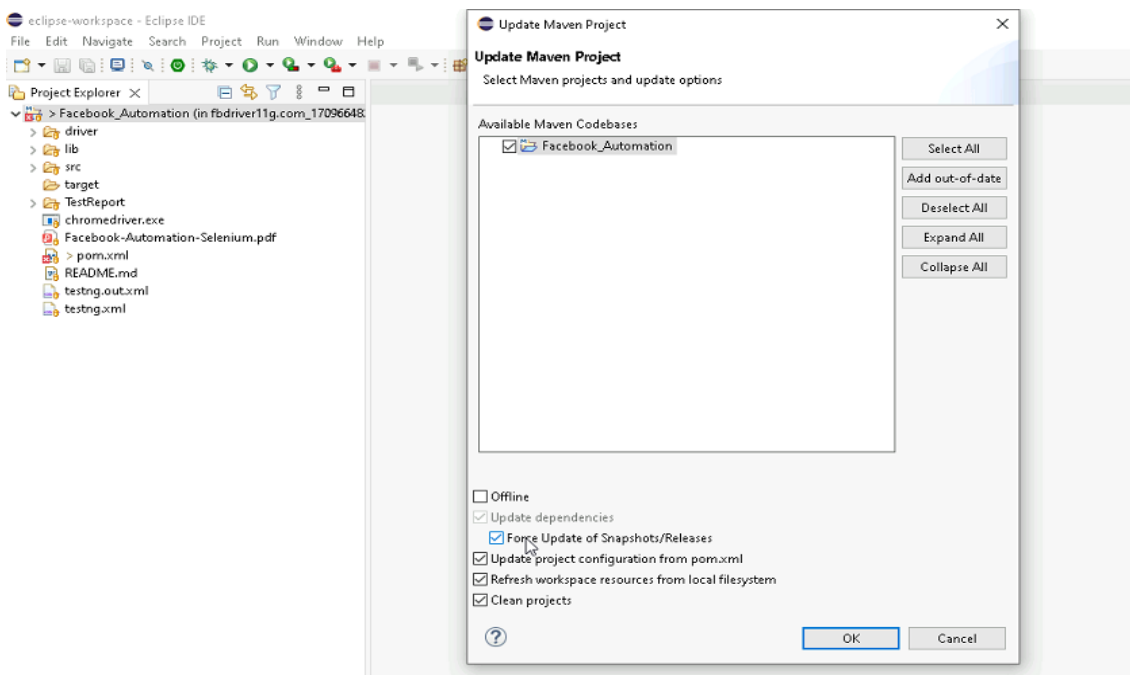 eclipse-workspace - Eclipse IDE
File Edit Navigate Search Project Run Window Help
Project Explorer
> Facebook_Automation (in fbdriver11g.com_17096648
driver
lib
src
target
TestReport
chromedriver.exe
Facebook-Automation-Selenium.pdf
> pom.xml
README.md
testng.out.xml
testng.xml
Update Maven Project
Update Maven Project
Select Maven projects and update options
Available Maven Codebases
Facebook_Automation
Select All
Add out-of-date
Deselect All
Expand All
Collapse All
Offline
Update dependencies
Force Update of Snapshots/Releases
Update project configuration from pom.xml
Refresh workspace resources from local filesystem
Clean projects
OK Cancel